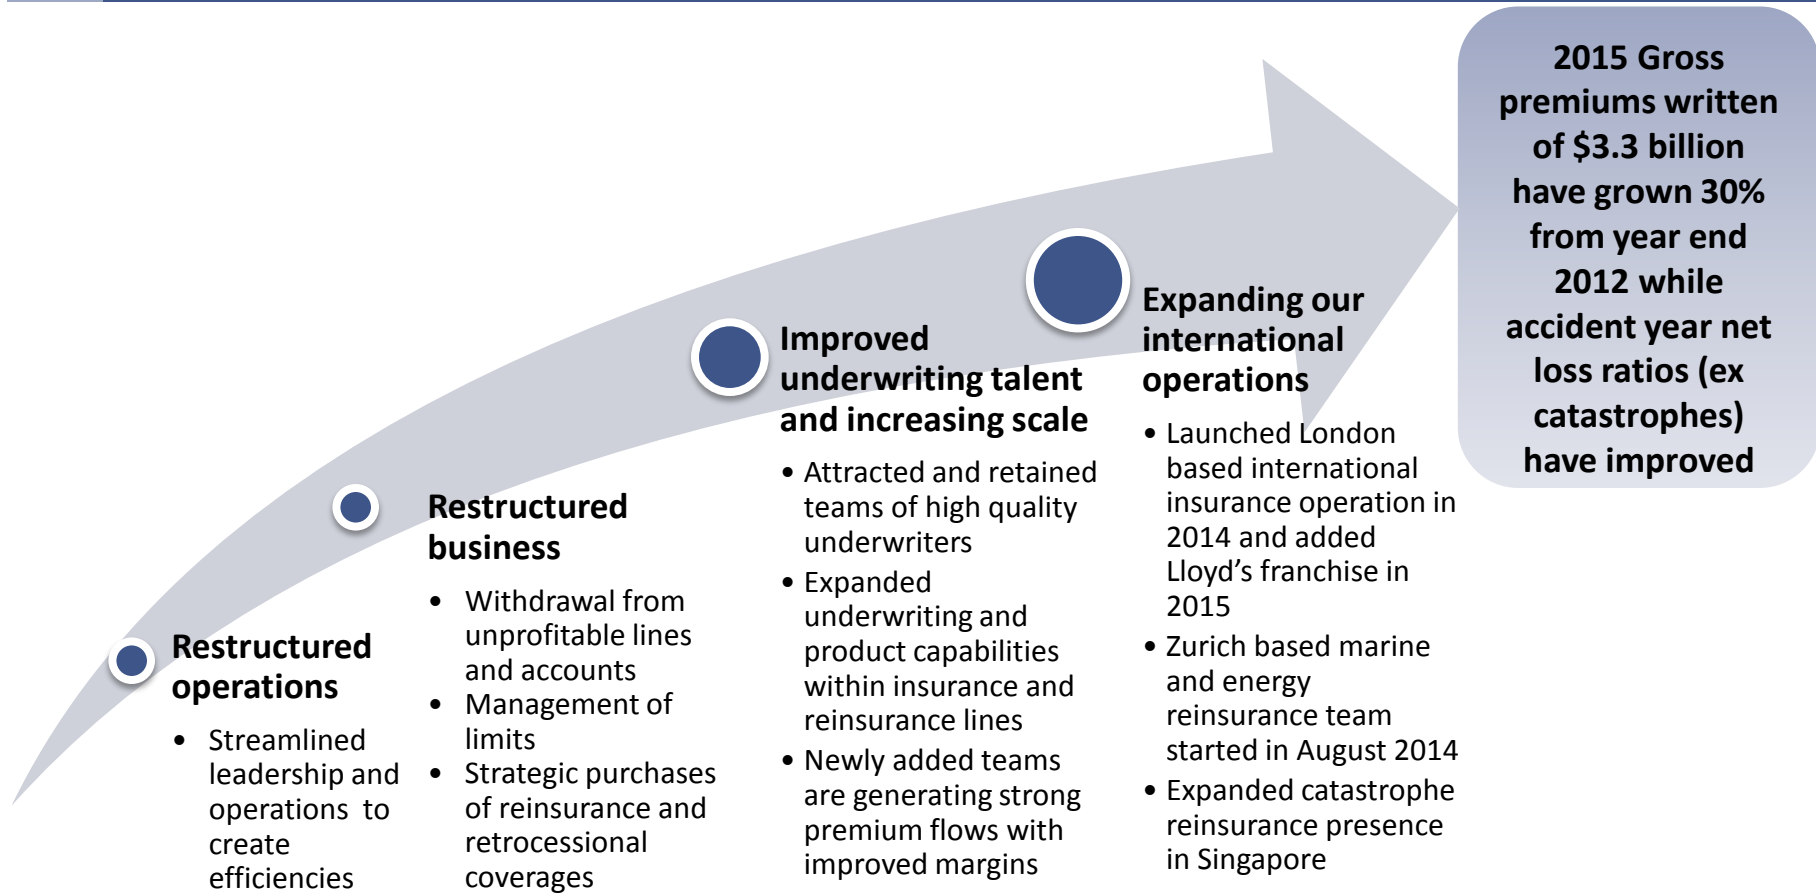 Restructured
operations
• Streamlined
leadership and
operations to
create
efficiencies
Restructured
business
• Withdrawal from
unprofitable lines
and accounts
• Management of
limits
• Strategic purchases
of reinsurance and
retrocessional
coverages
Improved
underwriting talent
and increasing scale
• Attracted and retained
teams of high quality
underwriters
• Expanded
underwriting and
product capabilities
within insurance and
reinsurance lines
• Newly added teams
are generating strong
premium flows with
improved margins
Expanding our
international
operations
• Launched London
based international
insurance operation in
2014 and added
Lloyd’s franchise in
2015
• Zurich based marine
and energy
reinsurance team
started in August 2014
• Expanded catastrophe
reinsurance presence
in Singapore
2015 Gross
premiums written
of $3.3 billion
have grown 30%
from year end
2012 while
accident year net
loss ratios (ex
catastrophes)
have improved